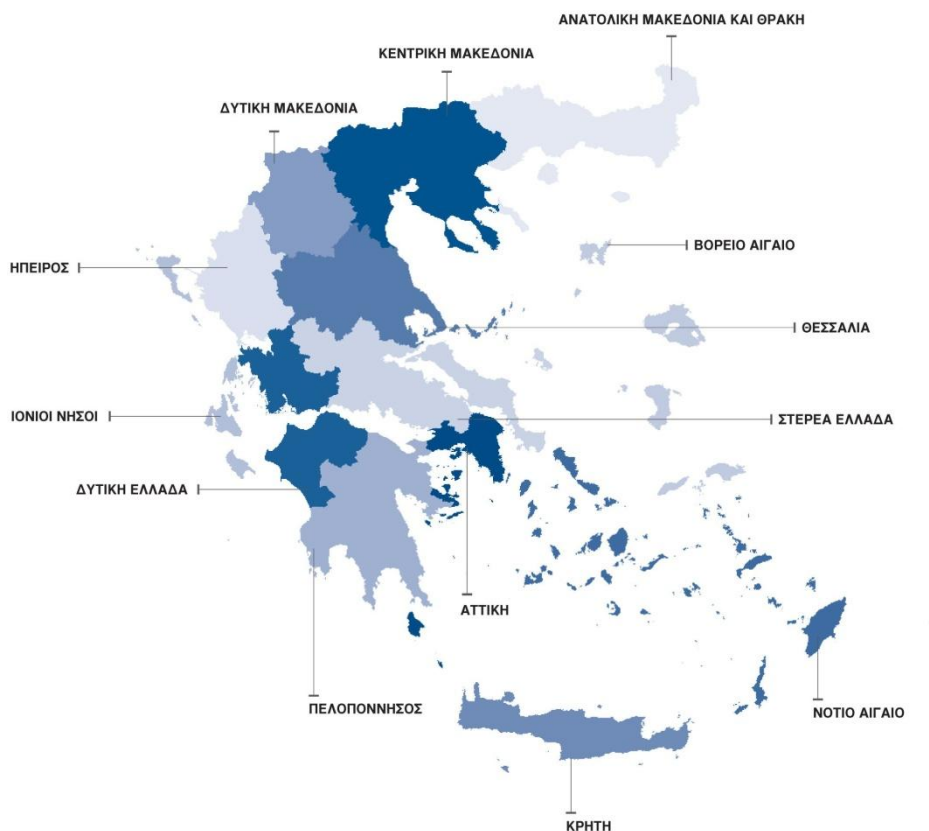 ΑΝΑΤΟΛΙΚΗ ΜΑΚΕΔΟΝΙΑ ΚΑΙ ΘΡΑΚΗ
ΚΕΝΤΡΙΚΗ ΜΑΚΕΔΟΝΙΑ
ΔΥΤΙΚΗ ΜΑΚΕΔΟΝΙΑ
ΒΟΡΕΙΟ ΑΙΓΑΙΟ
ΗΠΕΙΡΟΣ
ΘΕΣΣΑΛΙΑ
ΙΟΝΙΟΙ ΝΗΣΟΙ
ΣΤΕΡΕΑ ΕΛΛΑΔΑ
ΔΥΤΙΚΗ ΕΛΛΑΔΑ
ΑΤΤΙΚΗ
ΠΕΛΟΠΟΝΝΗΣΟΣ
ΝΟΤΙΟ ΑΙΓΑΙΟ
ΚΡΗΤΗ